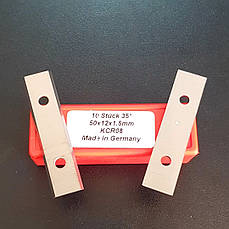 10 Stück 35°
50x12x1,5mm
KCR08
Made in Germany